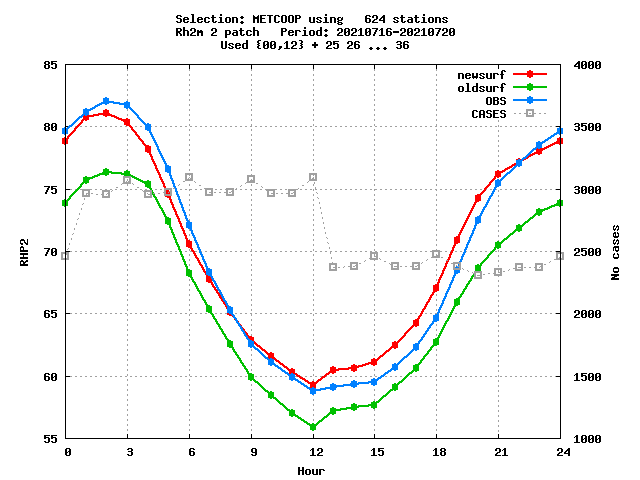 Selection: METCOOP using   624 stations
Rh2m 2 patch   Period: 20210716-20210720
Used {00,12} + 25 26 ... 36
85
80
75
70
65
60
55
4000
3500
3000
2500
2000
1500
1000
newsurf
oldsurf
OBS
CASES
RHP2
No cases
0 3 6 9 12 15 18 21 24
Hour